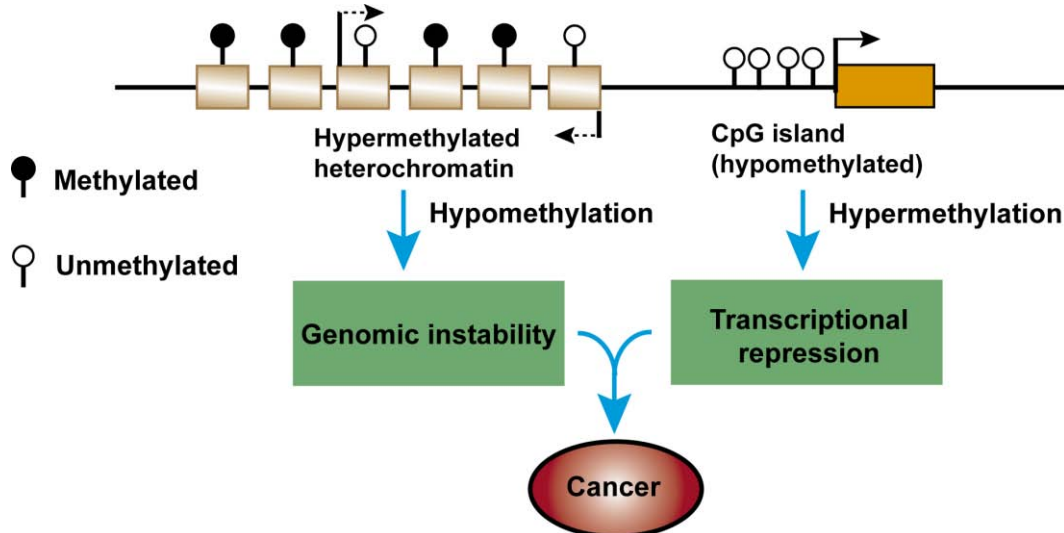 Hypermethylated
heterochromatin
CpG island
(hypomethylated)
Methylated
Unmethylated
Hypomethylation
Hypermethylation
Genomic instability
Transcriptional
repression
Cancer